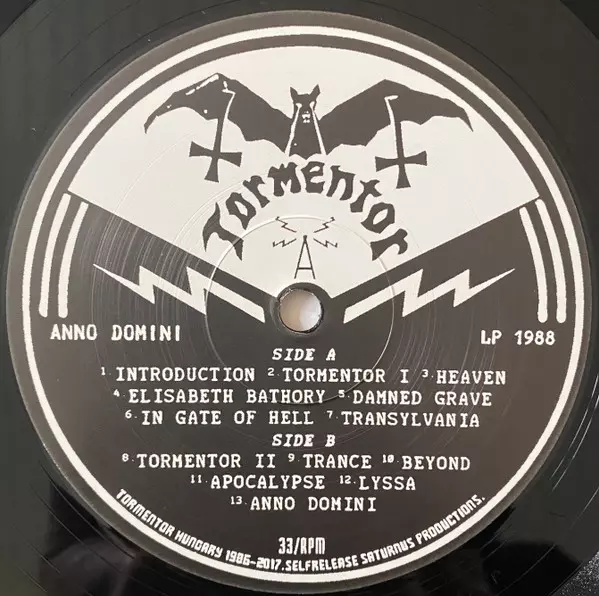 Tormentor
A
ANNO DOMINI
LP 1988
SIDE A
1. INTRODUCTION 2. TORMENTOR I 3. HEAVEN
4. ELISABETH BATHORY 5. DAMNED GRAVE
6. IN GATE OF HELL 7. TRANSYLVANIA
SIDE B
8. TORMENTOR II 9. TRANCE 10. BEYOND
11. APOCALYPSE 12. LYSSA
13. ANNO DOMINI
33/RPM
TORMENTOR HUNGARY 1986-2017. SELFRELEASE SATURNUS PRODUCTIONS.